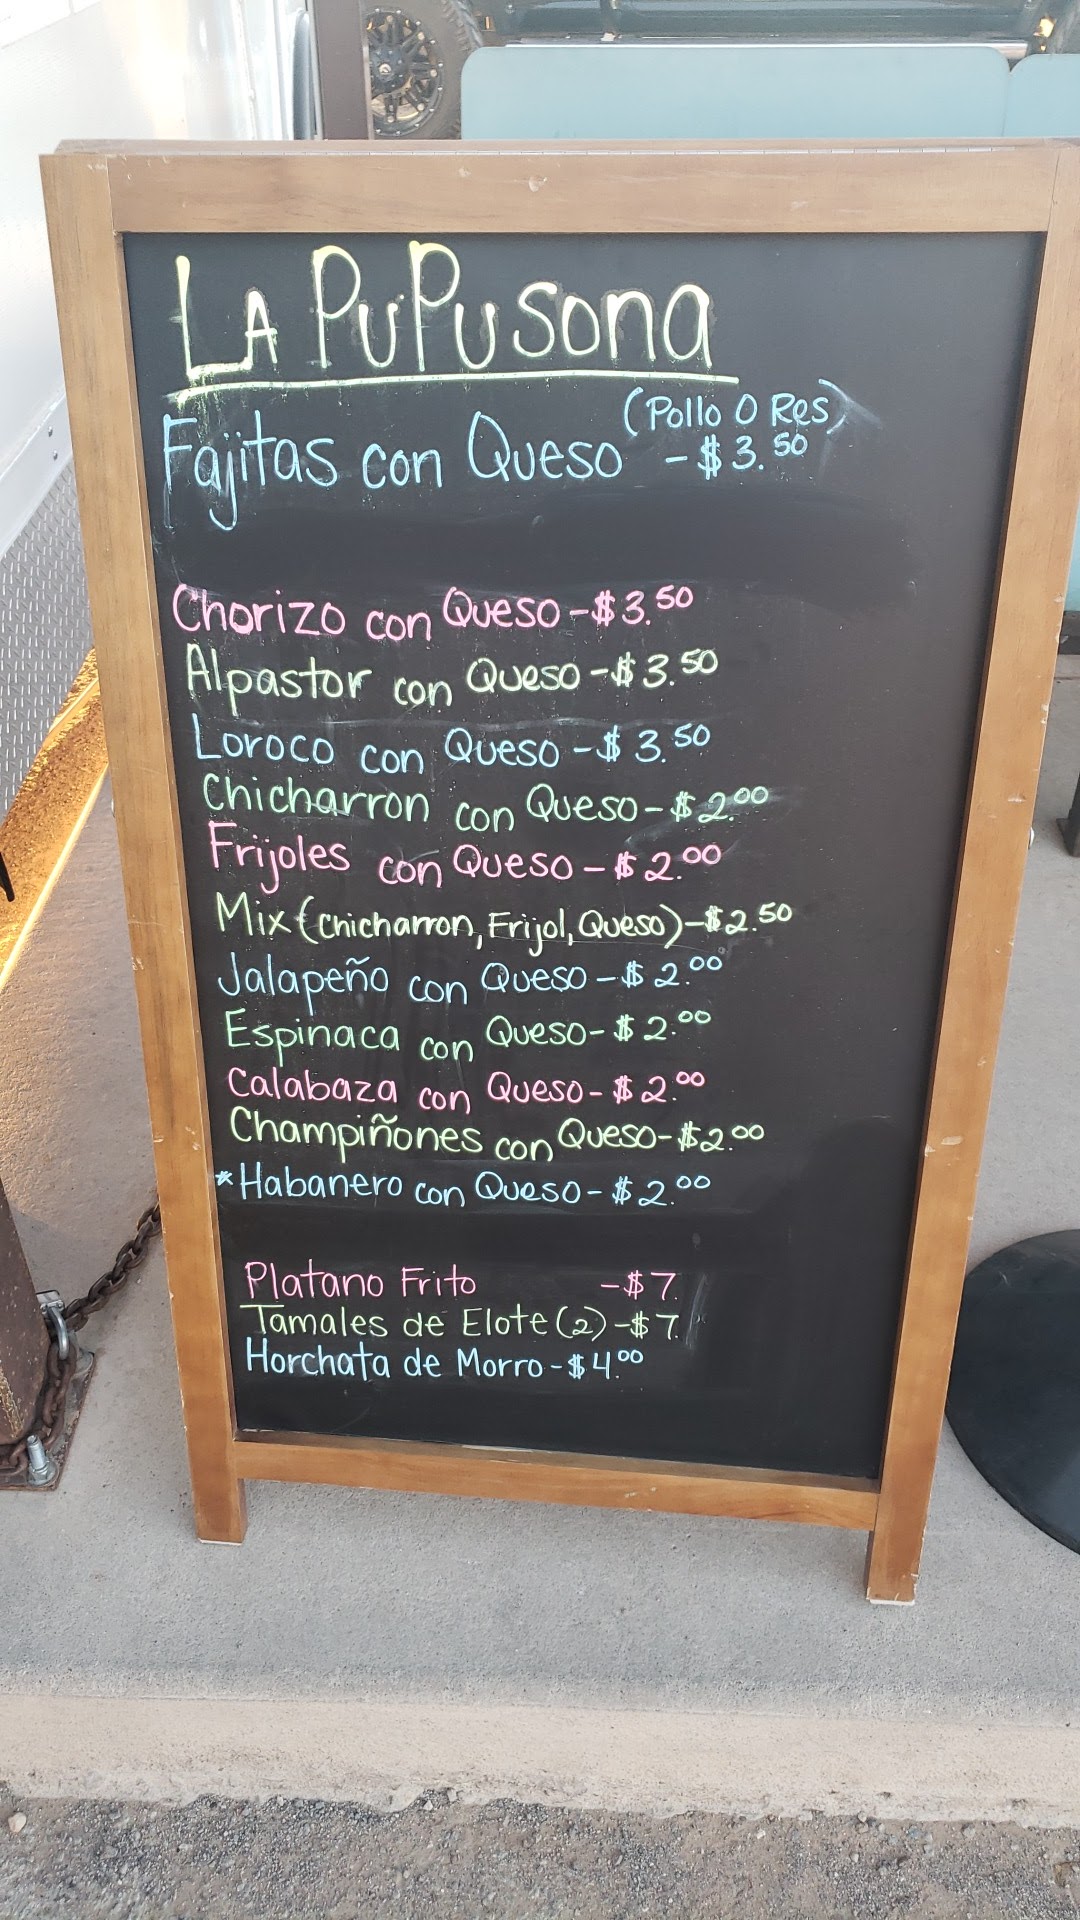 LA PuPusona
(Pollo O Res)
Fajitas con Queso - $3.50
Chorizo con Queso - $3.50
Alpastor con Queso - $3.50
Loroco con Queso - $3.50
Chicharron con Queso - $2.00
Frijoles con Queso - $2.00
Mix (Chicharron, Frijol, Queso) - $2.50
Jalapeño con Queso - $2.00
Espinaca con Queso - $2.00
Calabaza con Queso - $2.00
Champiñones con Queso - $2.00
*Habanero con Queso - $2.00
Platano Frito - $7.
Tamales de Elote (2) - $7.
Horchata de Morro - $4.00